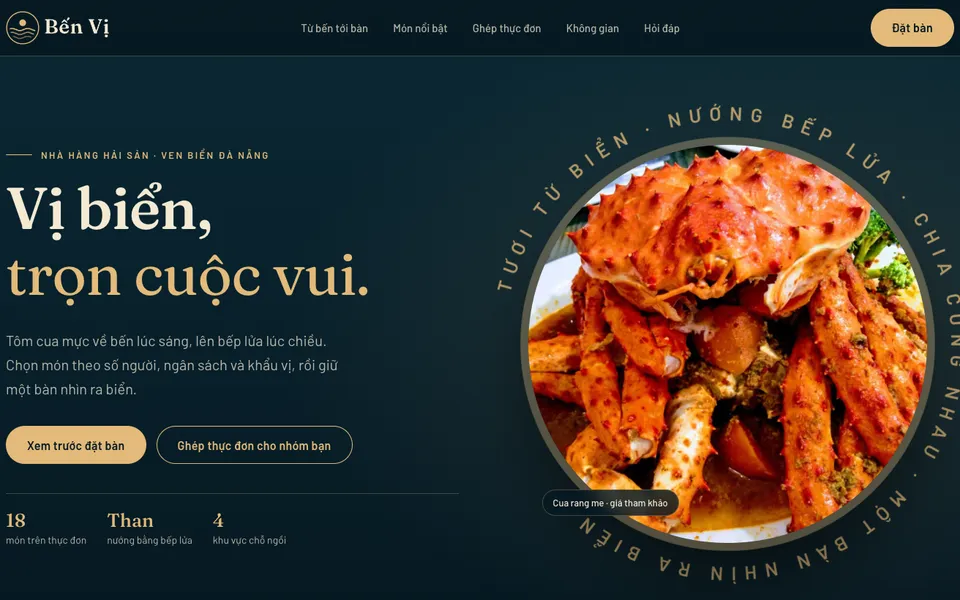 Bến Vị
Từ bến tới bàn
Món nổi bật
Ghép thực đơn
Không gian
Hỏi đáp
Đặt bàn
NHÀ HÀNG HẢI SẢN · VEN BIỂN ĐÀ NẴNG
Vị biển,
trọn cuộc vui.
Tôm cua mực về bến lúc sáng, lên bếp lửa lúc chiều.
Chọn món theo số người, ngân sách và khẩu vị, rồi giữ
một bàn nhìn ra biển.
Xem trước đặt bàn
Ghép thực đơn cho nhóm bạn
18
món trên thực đơn
Than
nướng bằng bếp lửa
4
khu vực chỗ ngồi
TƯƠI TỪ BIỂN · NƯỚNG BẾP LỬA · CHIA CÙNG NHAU · MỘT BÀN NHÌN RA BIỂN
Cua rang me · giá tham khảo